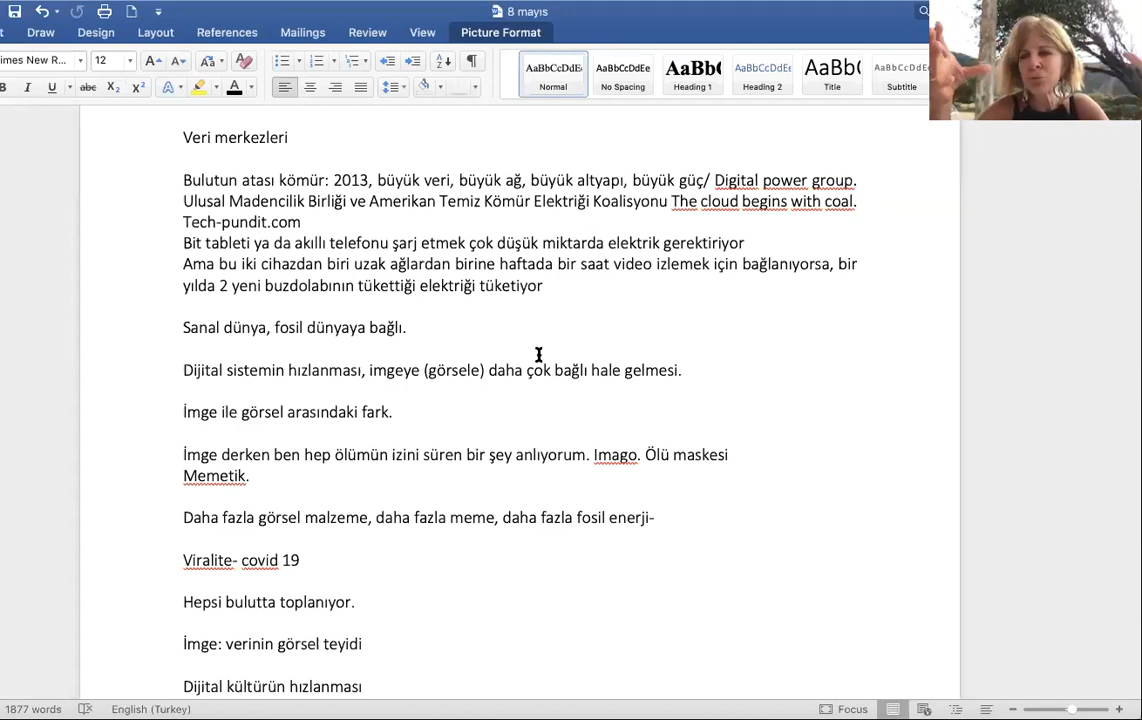 8 mayıs
Draw Design Layout References Mailings Review View Picture Format
imes New R... 12
AaBbCcDdE AaBbCcDdEe AaBbC AaBbCcDdE AaBbC AaBbCcDdE
Normal No Spacing Heading 1 Heading 2 Title Subtitle
Veri merkezleri
Bulutun atası kömür: 2013, büyük veri, büyük ağ, büyük altyapı, büyük güç/ Digital power group.
Ulusal Madencilik Birliği ve Amerikan Temiz Kömür Elektriği Koalisyonu The cloud begins with coal.
Tech-pundit.com
Bit tableti ya da akıllı telefonu şarj etmek çok düşük miktarda elektrik gerektiriyor
Ama bu iki cihazdan biri uzak ağlardan birine haftada bir saat video izlemek için bağlanıyorsa, bir
yılda 2 yeni buzdolabının tükettiği elektriği tüketiyor
Sanal dünya, fosil dünyaya bağlı.
Dijital sistemin hızlanması, imgeye (görsele) daha çok bağlı hale gelmesi.
İmge ile görsel arasındaki fark.
İmge derken ben hep ölümün izini süren bir şey anlıyorum. Imago. Ölü maskesi
Memetik.
Daha fazla görsel malzeme, daha fazla meme, daha fazla fosil enerji-
Viralite- covid 19
Hepsi bulutta toplanıyor.
İmge: verinin görsel teyidi
Dijital kültürün hızlanması
1877 words English (Turkey) Focus